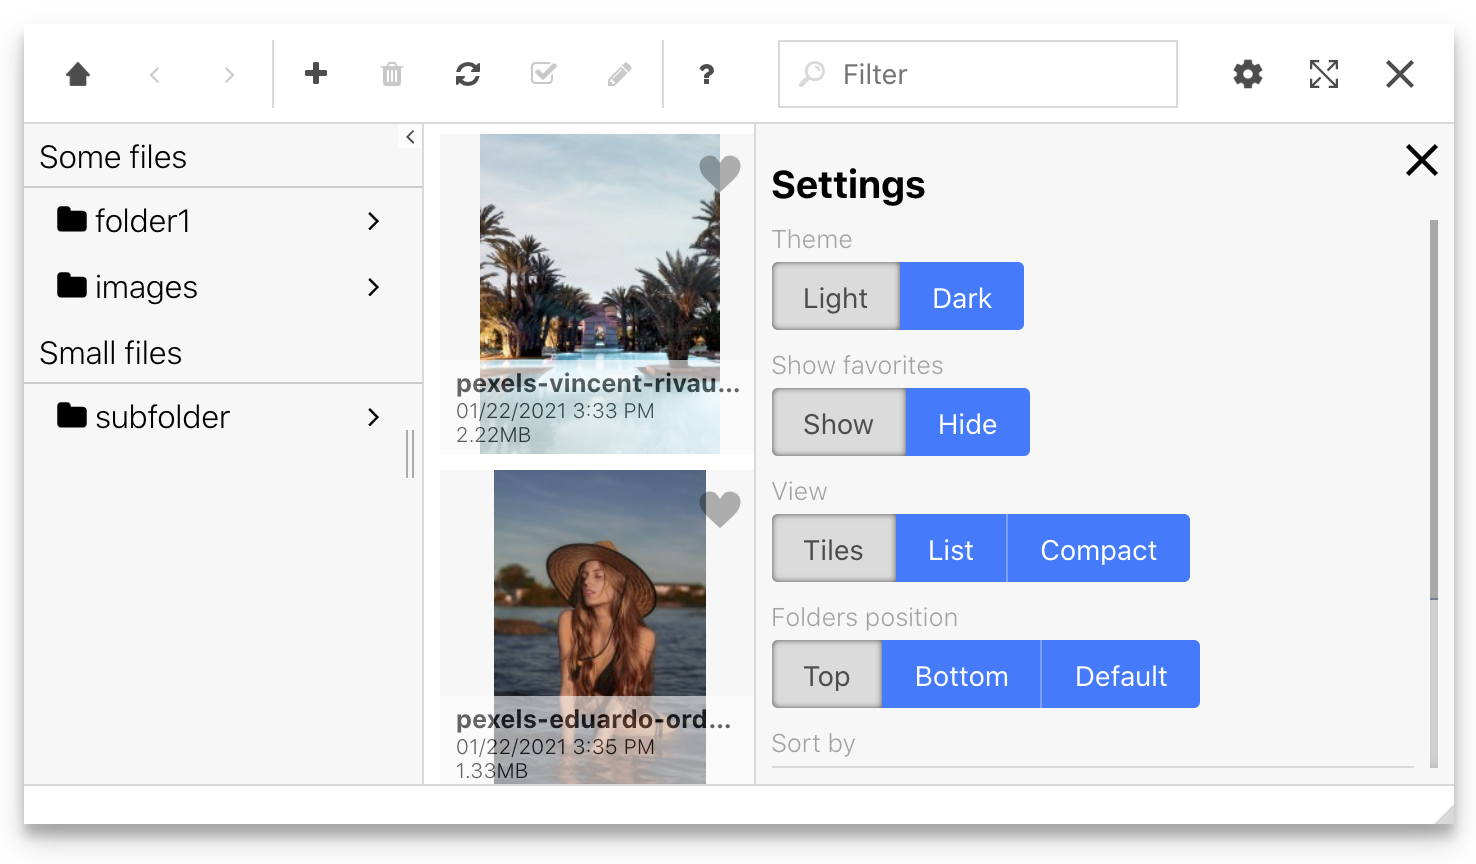 ?
Filter
Some files
folder1
images
Small files
subfolder
pexels-vincent-rivau...
01/22/2021 3:33 PM
2.22MB
pexels-eduardo-ord...
01/22/2021 3:35 PM
1.33MB
Settings
Theme
Light Dark
Show favorites
Show Hide
View
Tiles List Compact
Folders position
Top Bottom Default
Sort by